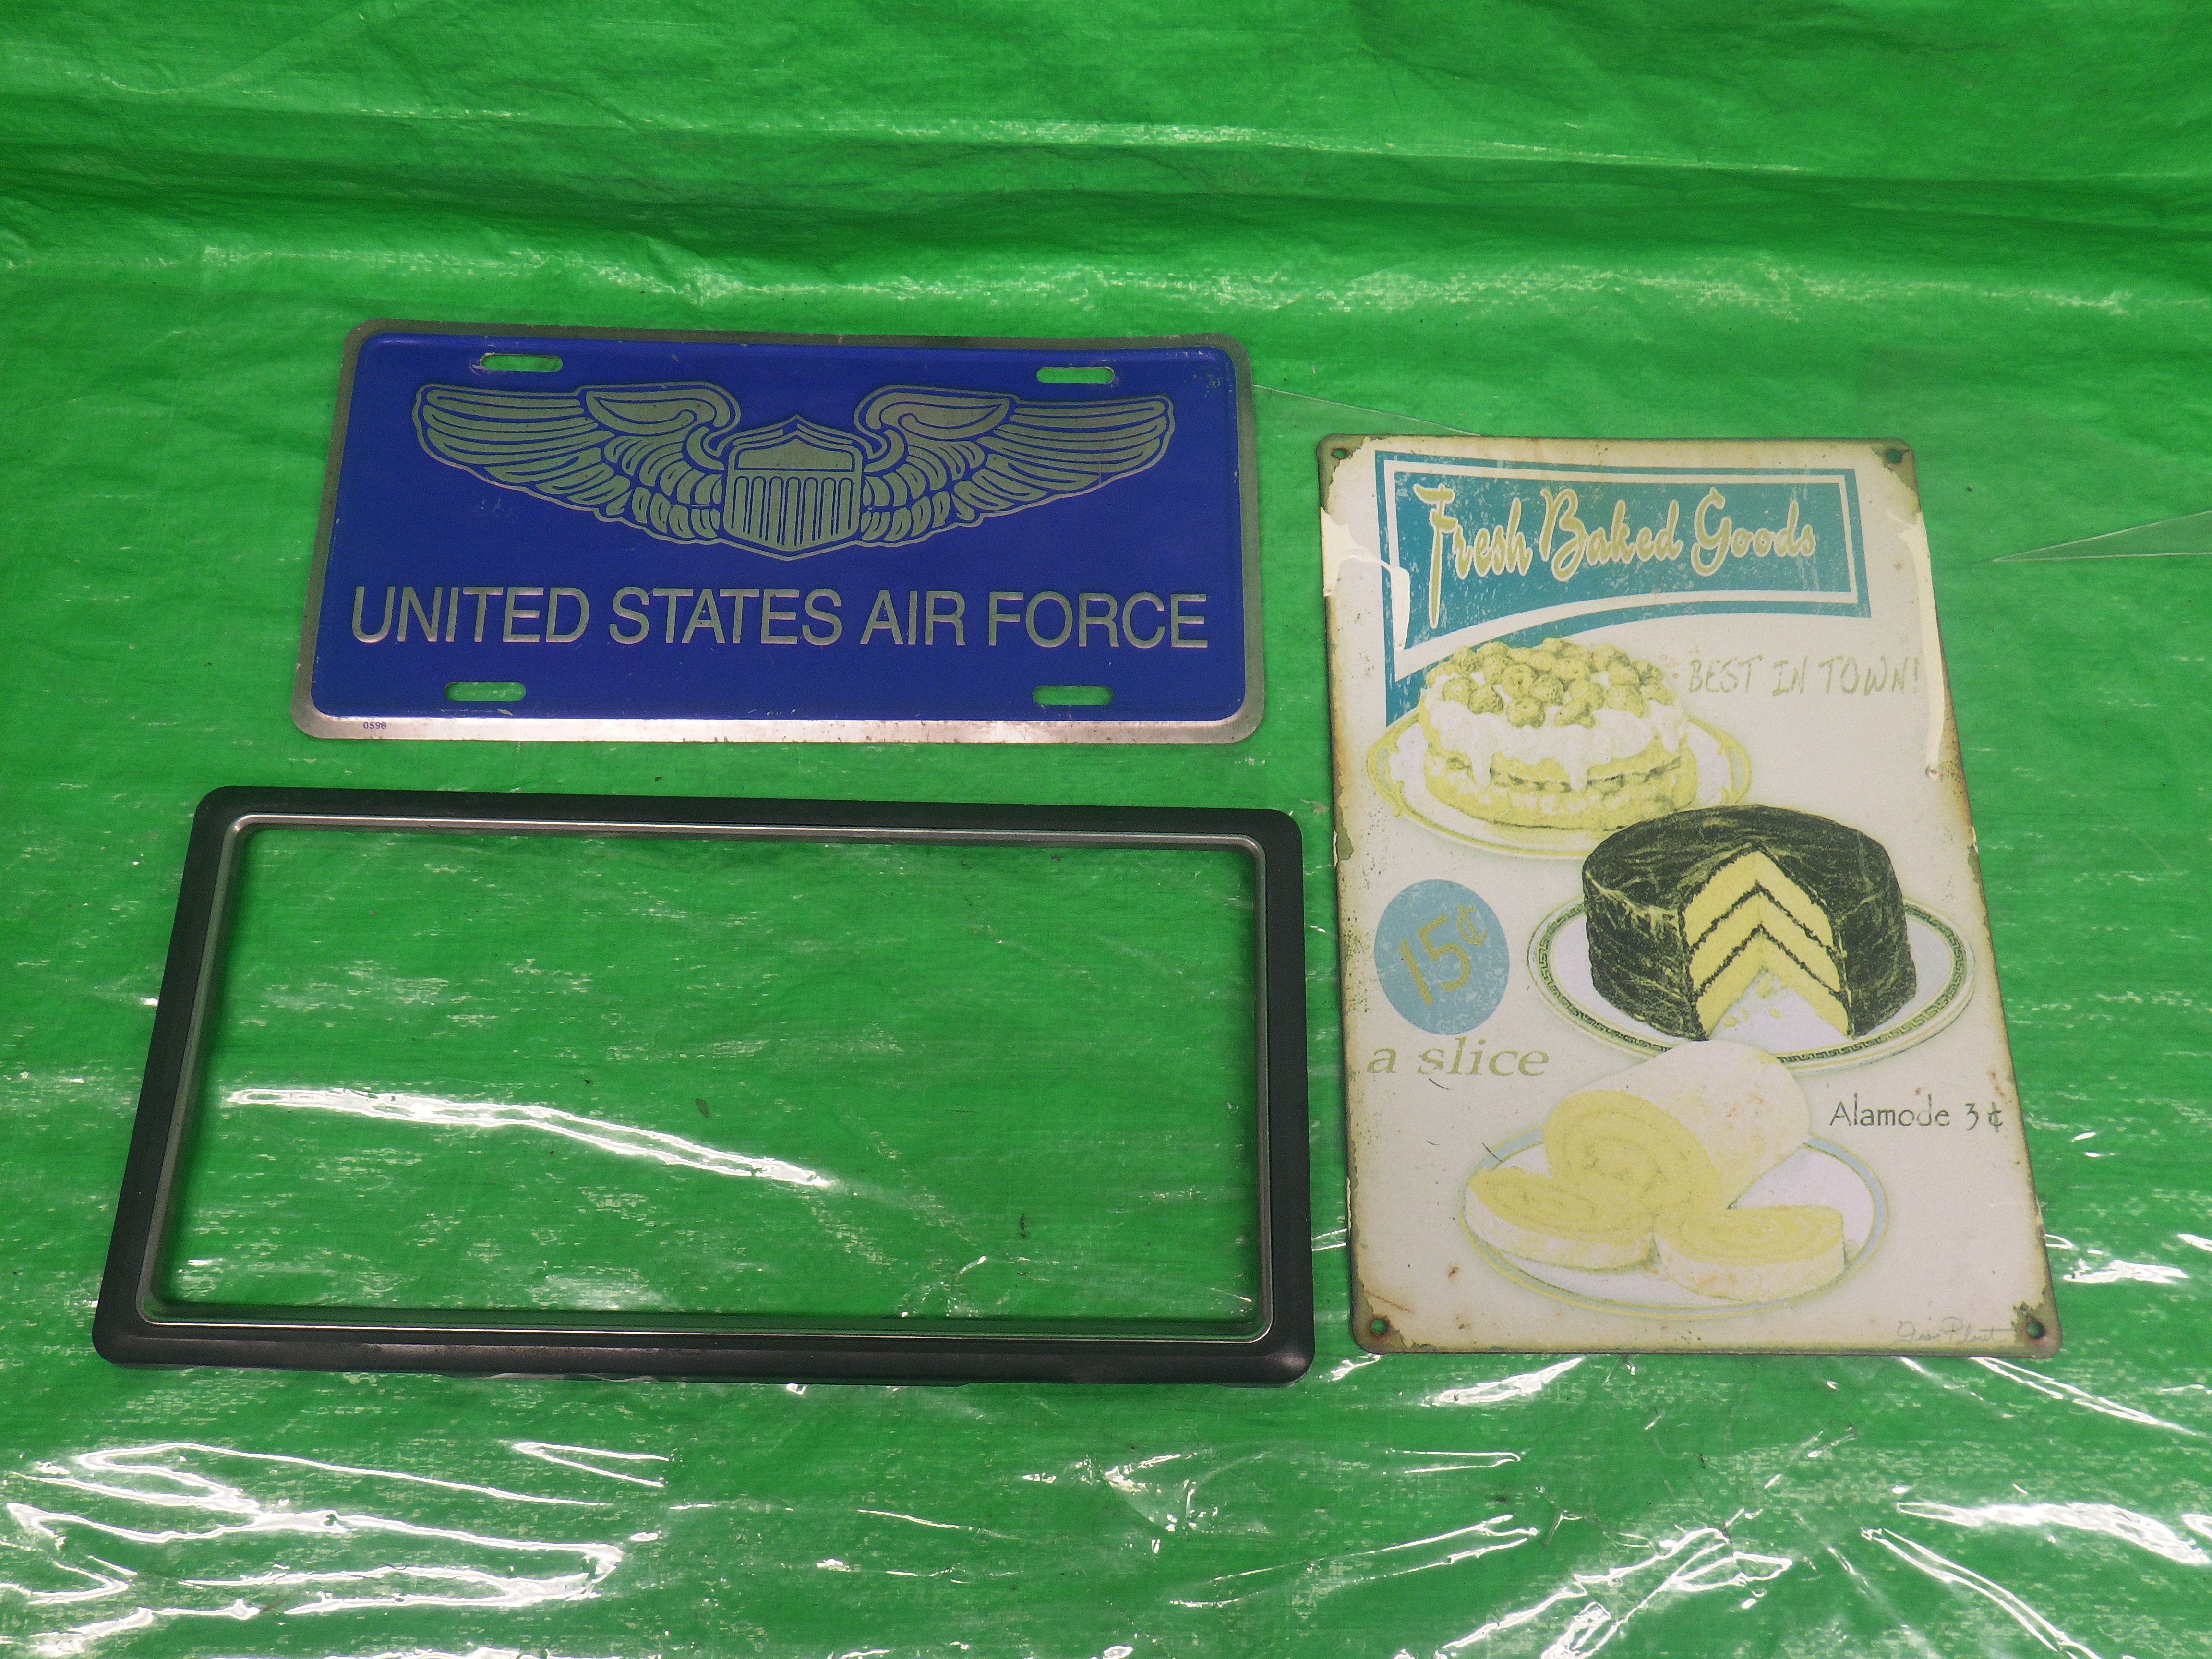 UNITED STATES AIR FORCE
0598
Fresh Baked Goods
BEST IN TOWN!
15¢
a slice
Alamode 3¢